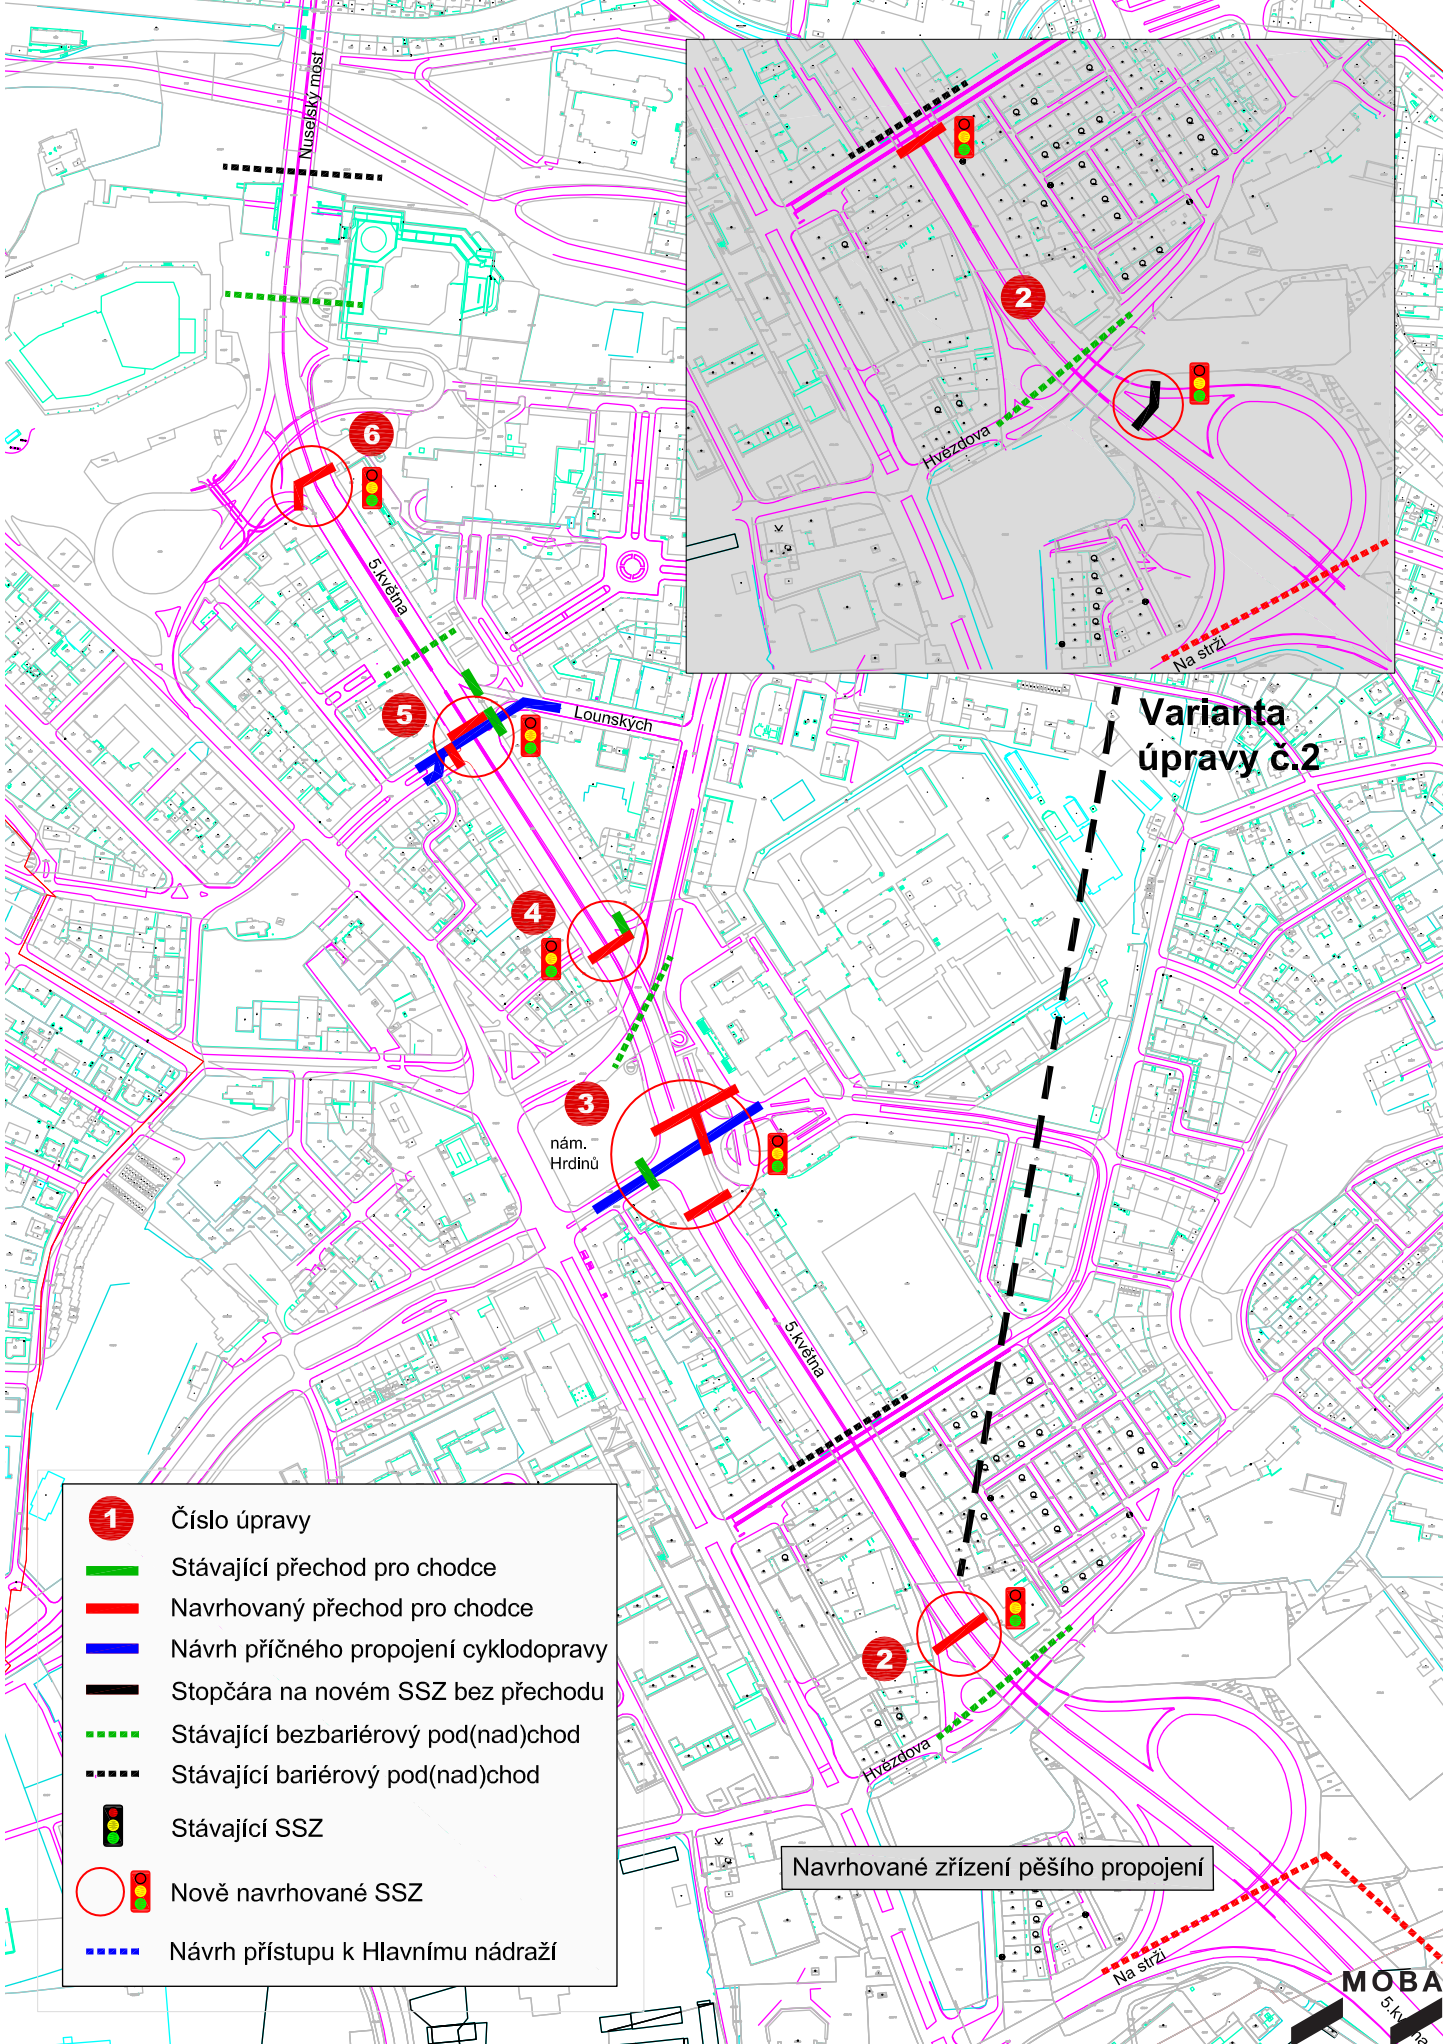 Nuselský most
2
Hvězdova
Na strži
Varianta
úpravy č.2
6
5.května
5
Lounských
4
3
nám.
Hrdinů
5.května
2
Hvězdova
1
Číslo úpravy
Stávající přechod pro chodce
Navrhovaný přechod pro chodce
Návrh příčného propojení cyklodopravy
Stopčára na novém SSZ bez přechodu
Stávající bezbariérový pod(nad)chod
Stávající bariérový pod(nad)chod
Stávající SSZ
Nově navrhované SSZ
Návrh přístupu k Hlavnímu nádraží
Navrhované zřízení pěšího propojení
Na strži
MOBA